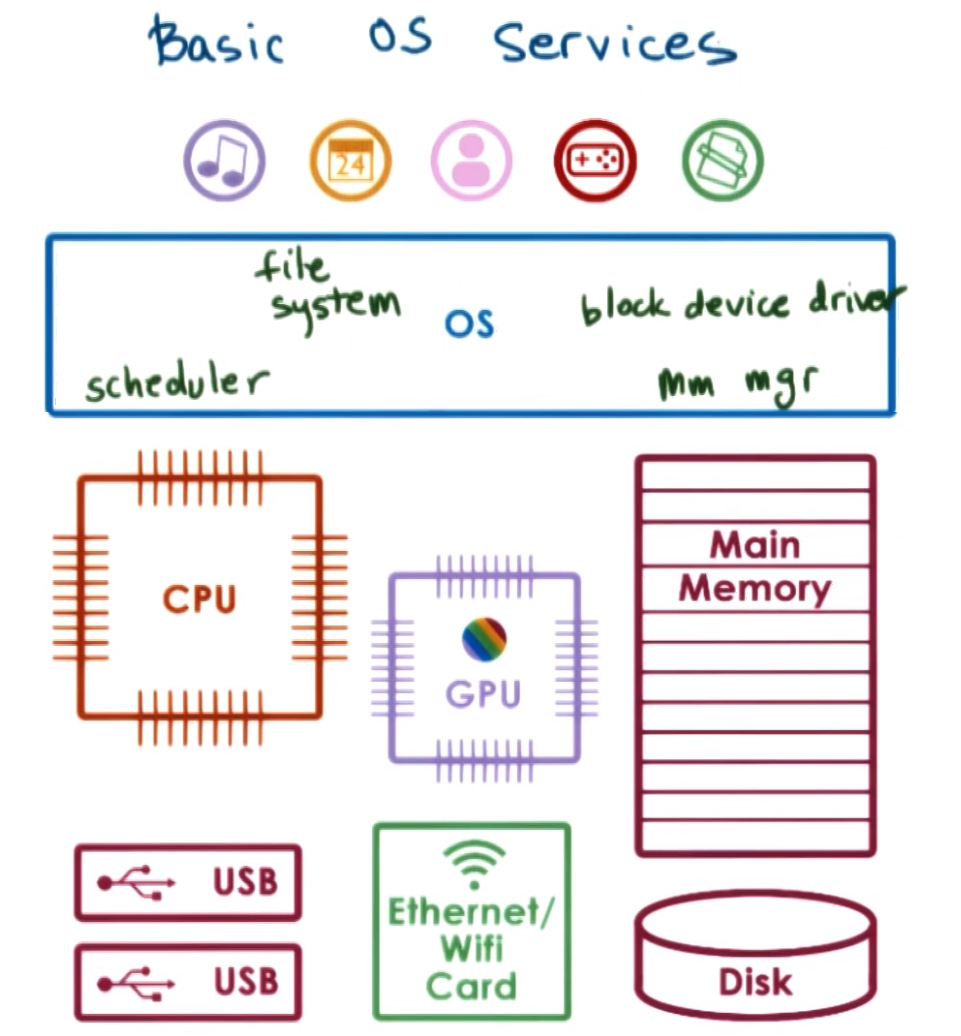 Basic OS Services
24
file
system
OS
block device driver
scheduler
mm mgr
CPU
GPU
Main
Memory
USB
USB
Ethernet/
Wifi
Card
Disk